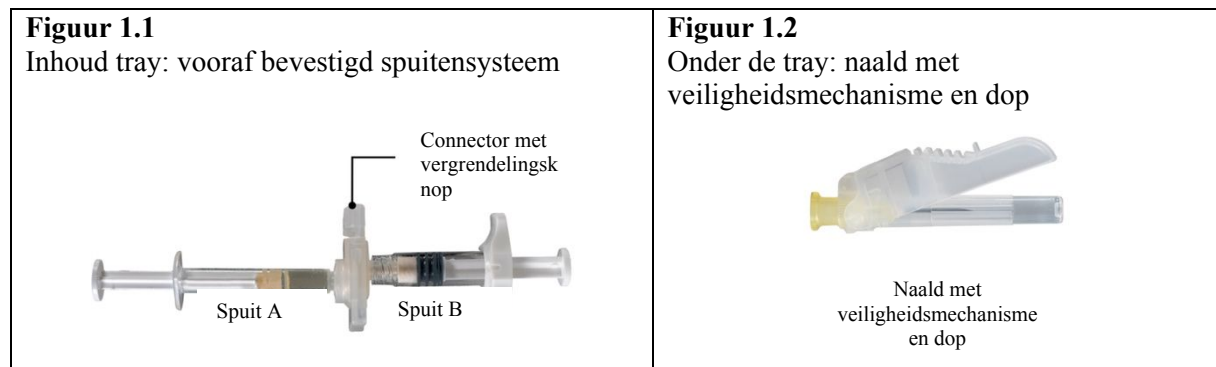 Figuur 1.1
Inhoud tray: vooraf bevestigd spuitensysteem
Connector met
vergrendelingsk
nop
Spuit A
Spuit B
Figuur 1.2
Onder de tray: naald met
veiligheidsmechanisme en dop
Naald met
veiligheidsmechanisme
en dop